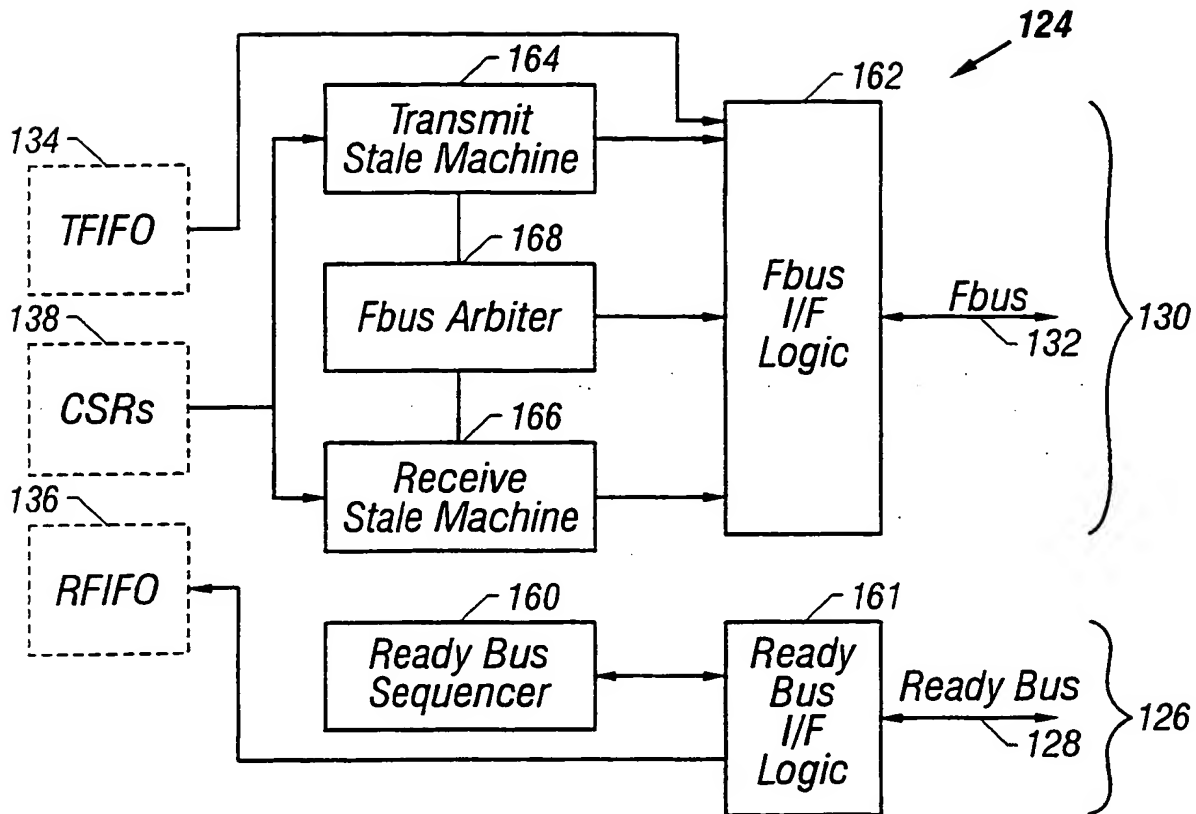 124
164
162
Transmit
Stale Machine
134
TFIFO
168
Fbus Arbiter
Fbus
I/F
Logic
Fbus
132
130
138
CSRs
166
Receive
Stale Machine
136
RFIFO
160
Ready Bus
Sequencer
161
Ready
Bus
I/F
Logic
Ready Bus
128
126